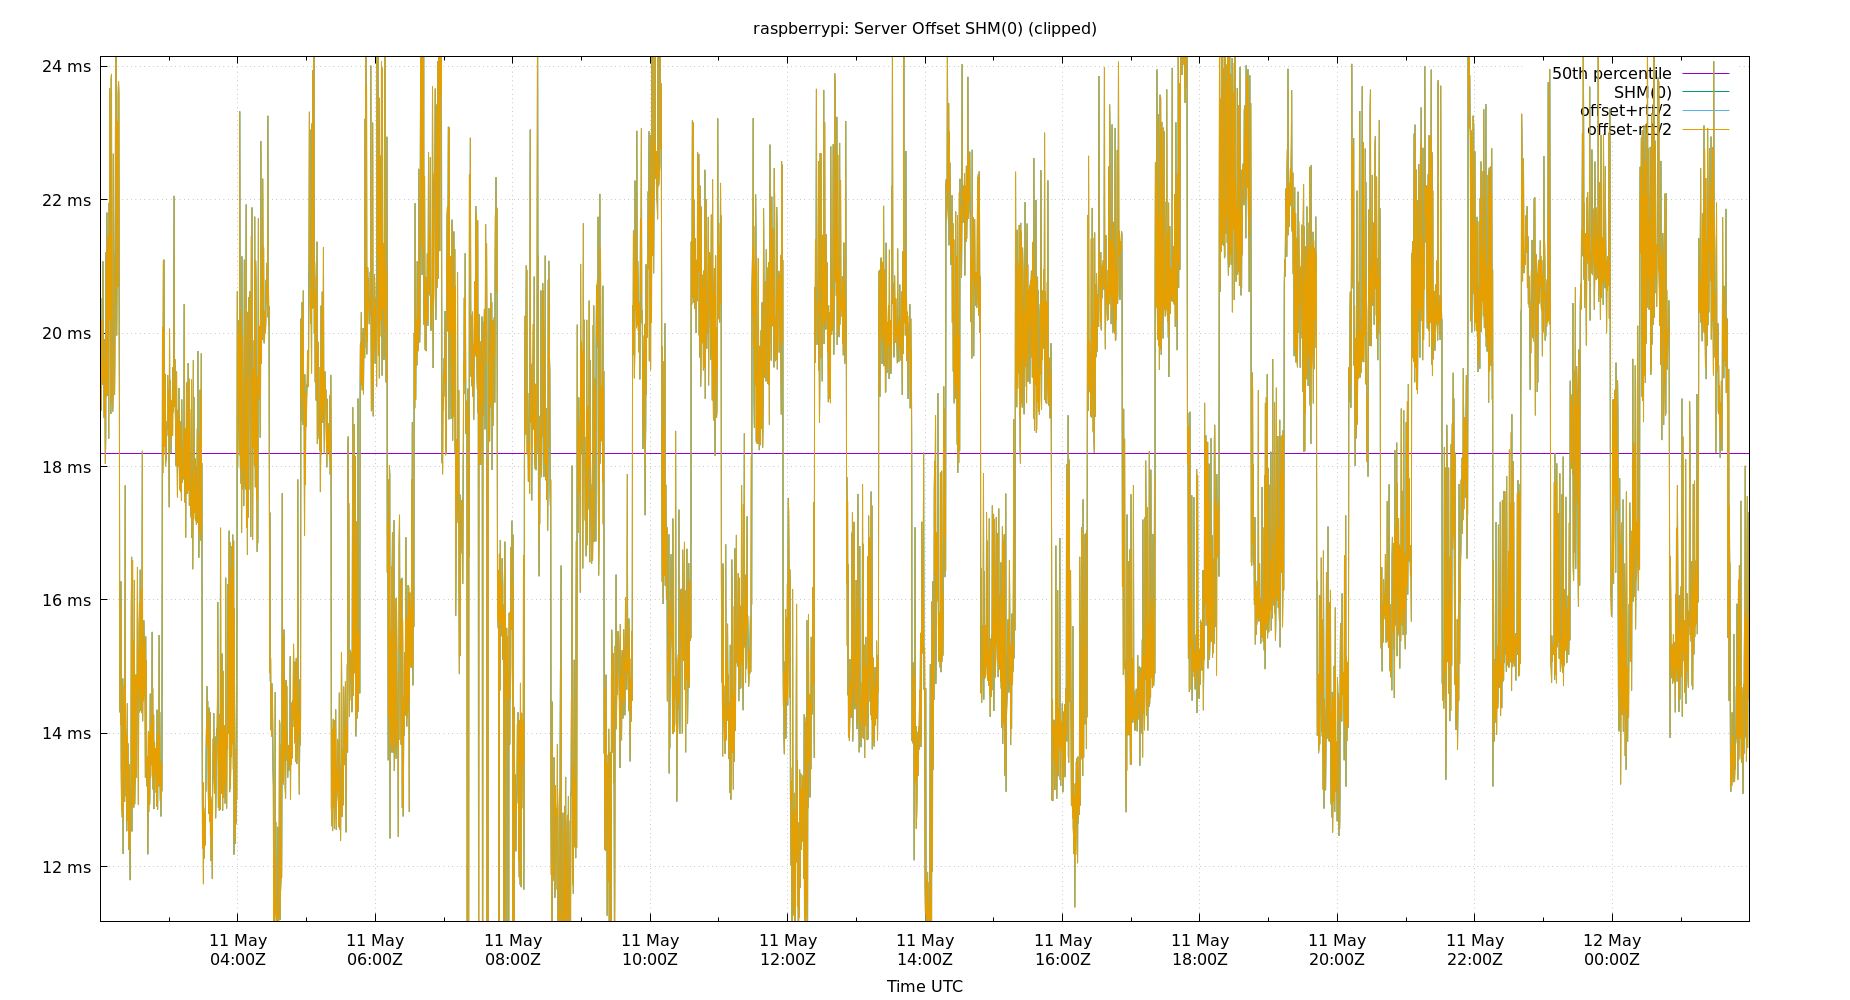 raspberrypi: Server Offset SHM(0) (clipped)
24 ms
22 ms
20 ms
18 ms
16 ms
14 ms
12 ms
50th percentile
SHM(0)
offset+rtt/2
offset-rtt/2
11 May 11 May 11 May 11 May 11 May 11 May 11 May 11 May 11 May 11 May 12 May
04:00Z 06:00Z 08:00Z 10:00Z 12:00Z 14:00Z 16:00Z 18:00Z 20:00Z 22:00Z 00:00Z
Time UTC